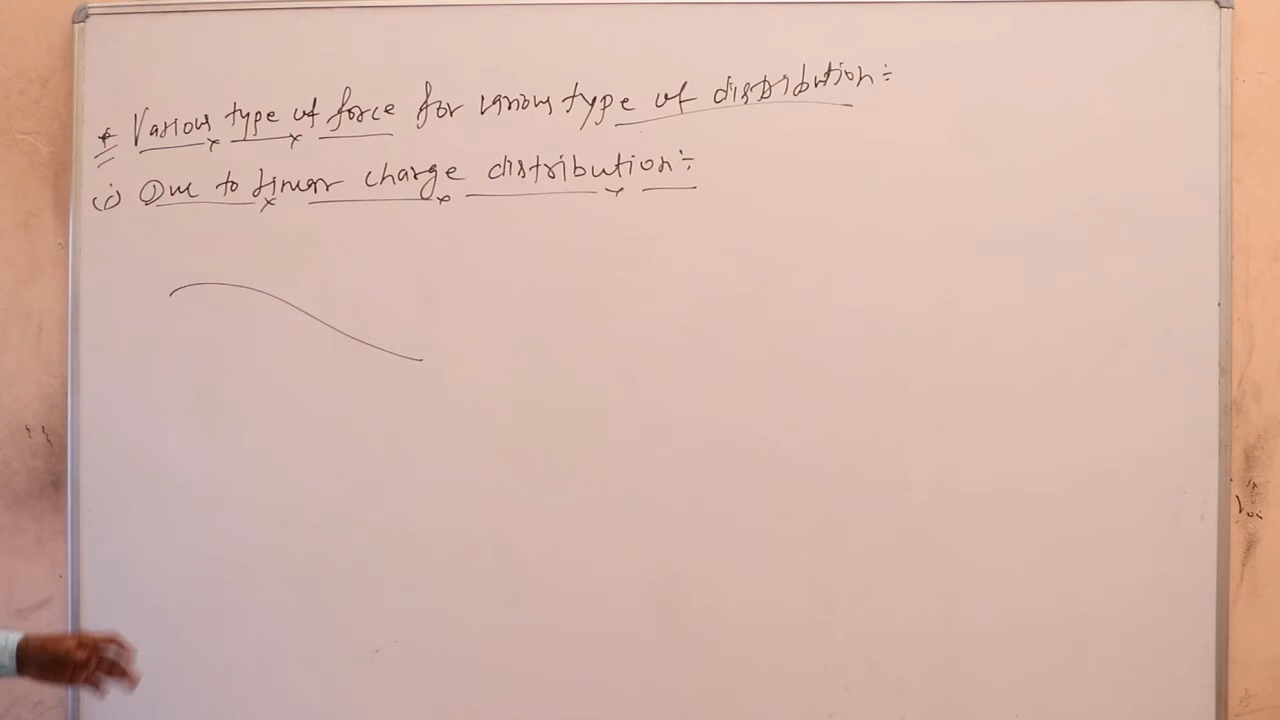 * Various type of force for various type of distribution:-
(i) Due to linear charge distribution:-